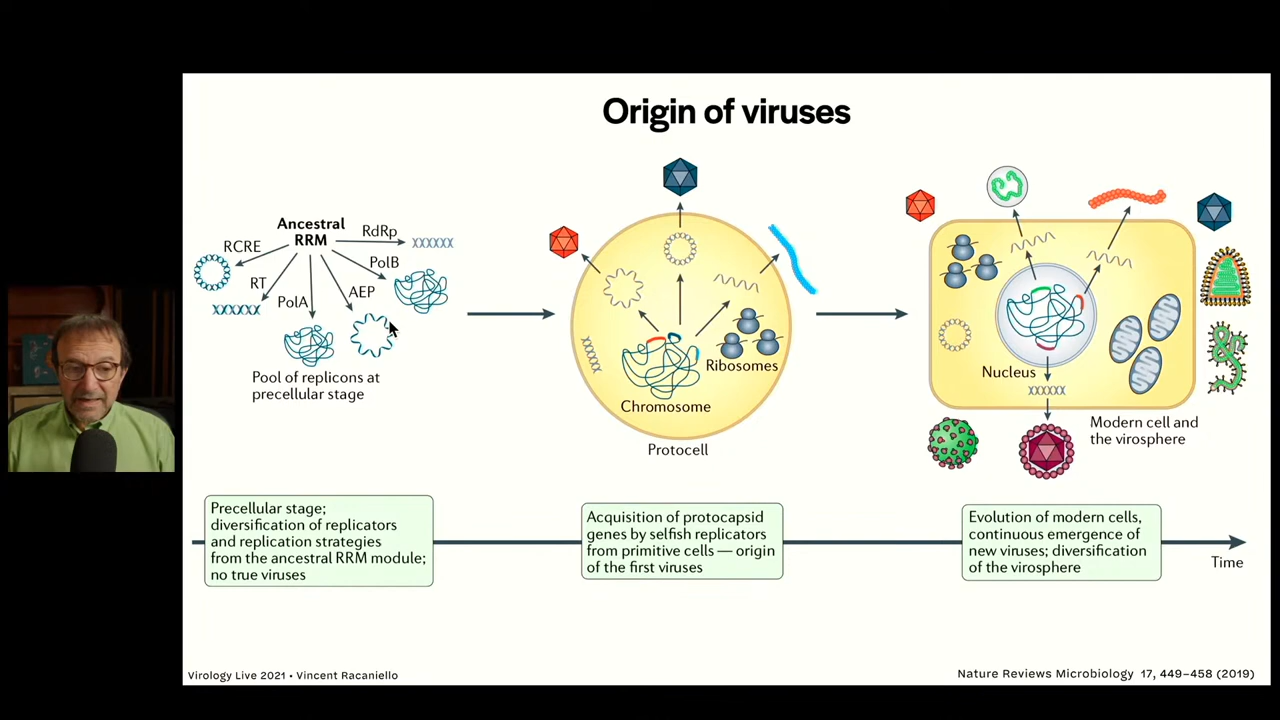 Origin of viruses
Ancestral
RRM
RCRE
RT
PolA
AEP
PolB
RdRp
Pool of replicons at
precellular stage
Ribosomes
Chromosome
Protocell
Nucleus
Modern cell and
the virosphere
Precellular stage;
diversification of replicators
and replication strategies
from the ancestral RRM module;
no true viruses
Acquisition of protocapsid
genes by selfish replicators
from primitive cells — origin
of the first viruses
Evolution of modern cells,
continuous emergence of
new viruses; diversification
of the virosphere
Time
Virology Live 2021 • Vincent Racaniello
Nature Reviews Microbiology 17, 449–458 (2019)